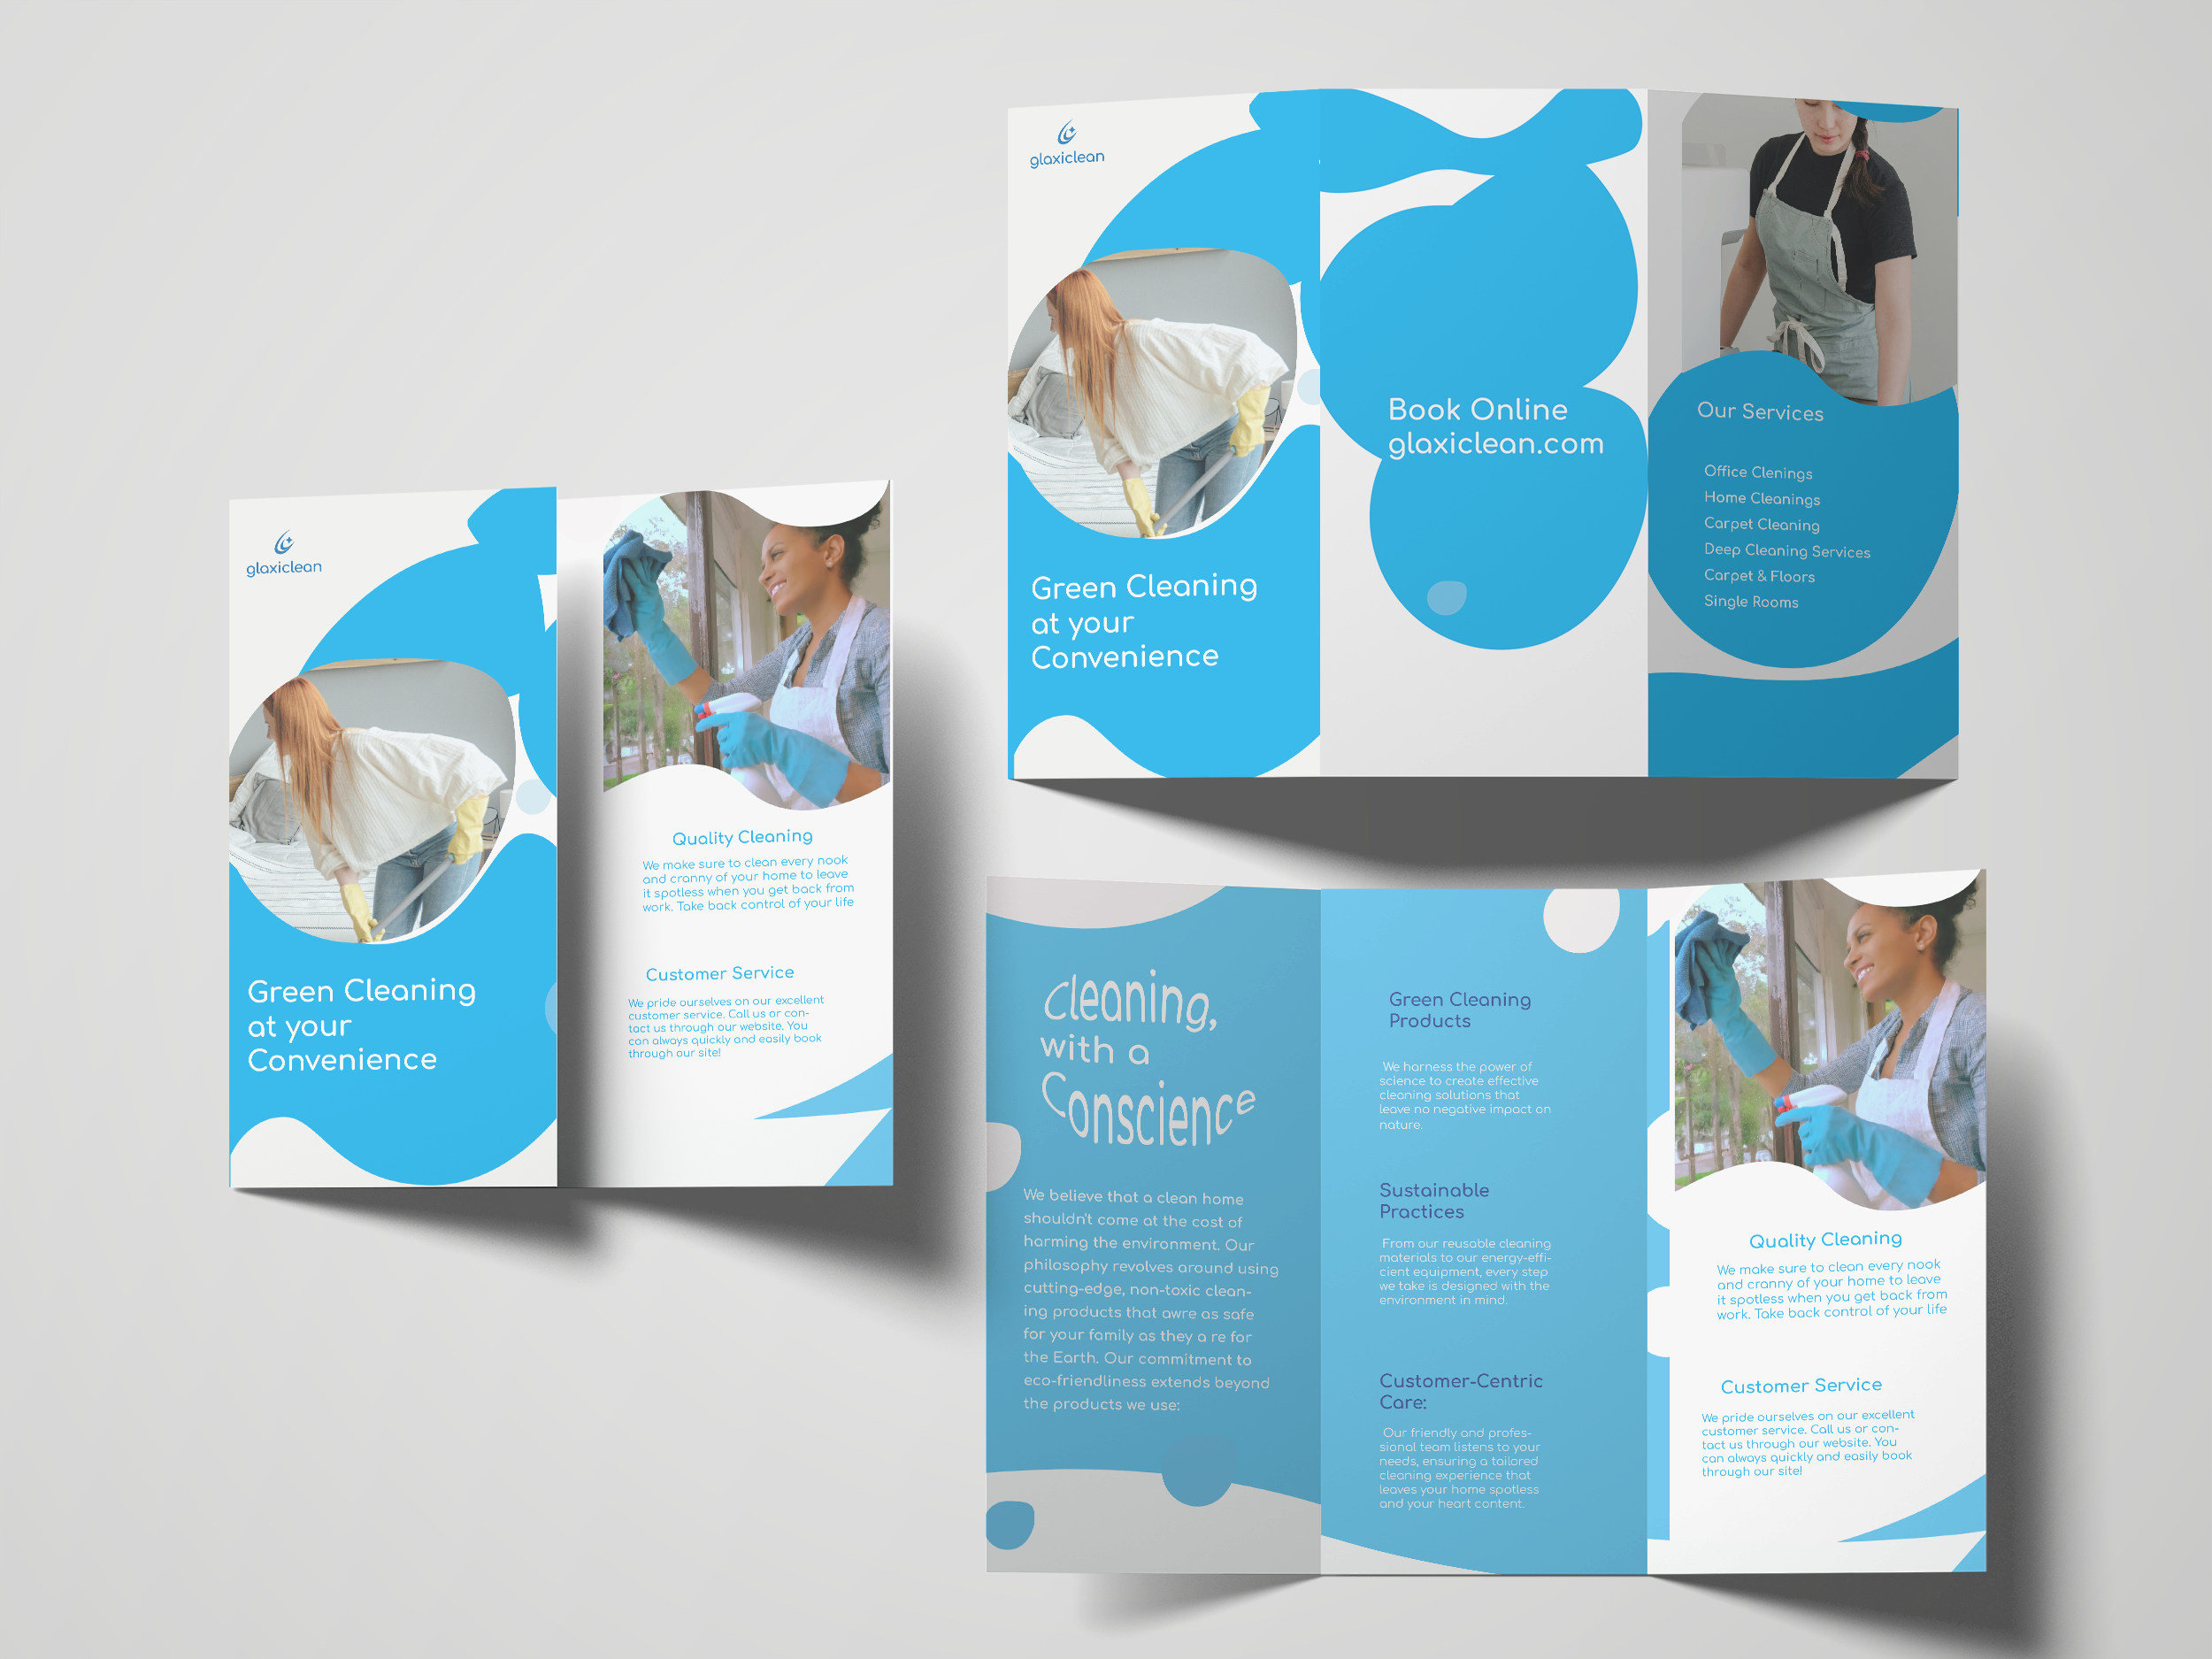 glaxiclean
Green Cleaning
at your
Convenience
Quality Cleaning
We make sure to clean every nook
and cranny of your home to leave
it spotless when you get back from
work. Take back control of your life
Customer Service
We pride ourselves on our excellent
customer service. Call us or con-
tact us through our website. You
can always quickly and easily book
through our site!
glaxiclean
Green Cleaning
at your
Convenience
Book Online
glaxiclean.com
Our Services
Office Clenings
Home Cleanings
Carpet Cleaning
Deep Cleaning Services
Carpet & Floors
Single Rooms
Cleaning,
with a
Conscience
We believe that a clean home
shouldn't come at the cost of
harming the environment. Our
philosophy revolves around using
cutting-edge, non-toxic clean-
ing products that awre as safe
for your family as they a re for
the Earth. Our commitment to
eco-friendliness extends beyond
the products we use:
Green Cleaning
Products
We harness the power of
science to create effective
cleaning solutions that
leave no negative impact on
nature.
Sustainable
Practices
From our reusable cleaning
materials to our energy-effi-
cient equipment, every step
we take is designed with the
environment in mind.
Customer-Centric
Care:
Our friendly and profes-
sional team listens to your
needs, ensuring a tailored
cleaning experience that
leaves your home spotless
and your heart content.
Quality Cleaning
We make sure to clean every nook
and cranny of your home to leave
it spotless when you get back from
work. Take back control of your life
Customer Service
We pride ourselves on our excellent
customer service. Call us or con-
tact us through our website. You
can always quickly and easily book
through our site!